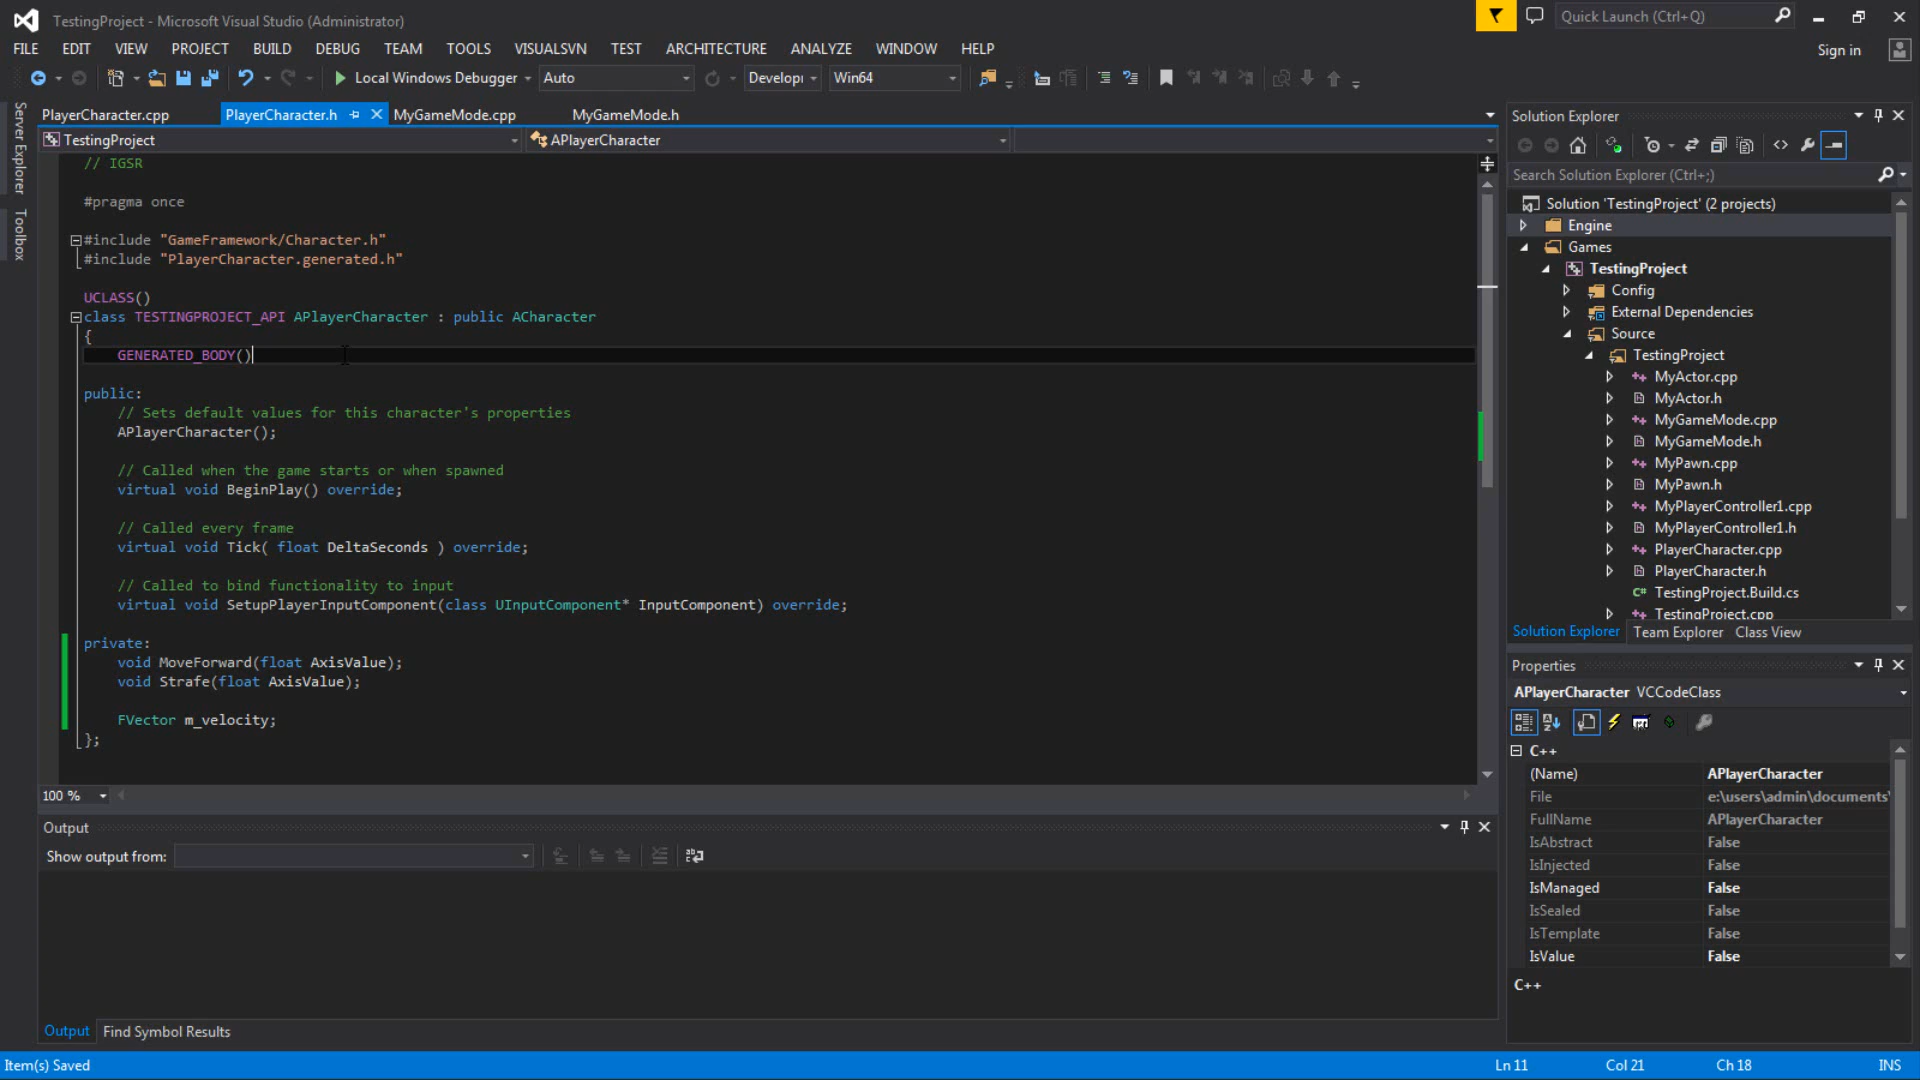 TestingProject - Microsoft Visual Studio (Administrator)
Quick Launch (Ctrl+Q)
FILE EDIT VIEW PROJECT BUILD DEBUG TEAM TOOLS VISUALSVN TEST ARCHITECTURE ANALYZE WINDOW HELP
Sign in
Local Windows Debugger Auto Develop Win64
Server Explorer
Toolbox
PlayerCharacter.cpp PlayerCharacter.h MyGameMode.cpp MyGameMode.h
TestingProject APlayerCharacter
// IGSR
#pragma once
#include "GameFramework/Character.h"
#include "PlayerCharacter.generated.h"
UCLASS()
class TESTINGPROJECT_API APlayerCharacter : public ACharacter
{
GENERATED_BODY()
public:
// Sets default values for this character's properties
APlayerCharacter();
// Called when the game starts or when spawned
virtual void BeginPlay() override;
// Called every frame
virtual void Tick( float DeltaSeconds ) override;
// Called to bind functionality to input
virtual void SetupPlayerInputComponent(class UInputComponent* InputComponent) override;
private:
void MoveForward(float AxisValue);
void Strafe(float AxisValue);
FVector m_velocity;
};
100 %
Output
Show output from:
Output Find Symbol Results
Solution Explorer
Search Solution Explorer (Ctrl+;)
Solution 'TestingProject' (2 projects)
Engine
Games
TestingProject
Config
External Dependencies
Source
TestingProject
MyActor.cpp
MyActor.h
MyGameMode.cpp
MyGameMode.h
MyPawn.cpp
MyPawn.h
MyPlayerController1.cpp
MyPlayerController1.h
PlayerCharacter.cpp
PlayerCharacter.h
TestingProject.Build.cs
TestingProject.cpp
Solution Explorer Team Explorer Class View
Properties
APlayerCharacter VCCodeClass
C++
(Name) APlayerCharacter
File e:\users\admin\documents\
FullName APlayerCharacter
IsAbstract False
IsInjected False
IsManaged False
IsSealed False
IsTemplate False
IsValue False
C++
Item(s) Saved
Ln 11 Col 21 Ch 18 INS